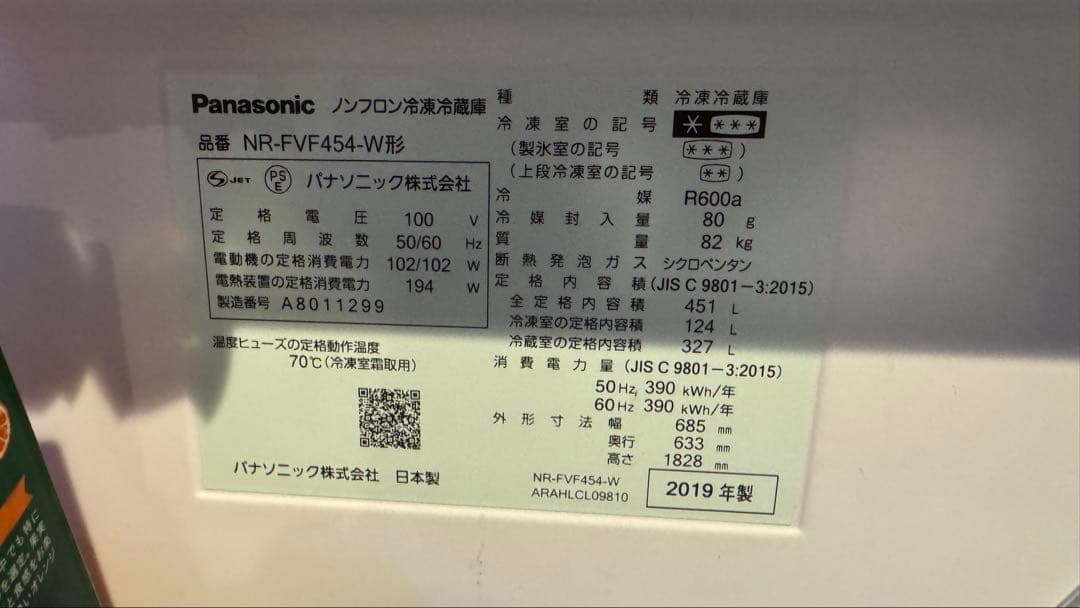 Panasonic ノンフロン冷凍冷蔵庫
品番 NR-FVF454-W形
S JET PSE パナソニック株式会社
定格電圧 100 V
定格周波数 50/60 Hz
電動機の定格消費電力 102/102 W
電熱装置の定格消費電力 194 W
製造番号 A8011299
温度ヒューズの定格動作温度
70℃(冷凍室霜取用)
パナソニック株式会社 日本製
種類 冷凍冷蔵庫
冷凍室の記号 * ***
(製氷室の記号 ***)
(上段冷凍室の記号 **)
冷媒 R600a
冷媒封入量 80 g
質量 82 kg
断熱発泡ガス シクロペンタン
定格内容積 (JIS C 9801-3:2015)
全定格内容積 451 L
冷凍室の定格内容積 124 L
冷蔵室の定格内容積 327 L
消費電力量 (JIS C 9801-3:2015)
50Hz, 390 kWh/年
60Hz 390 kWh/年
外形寸法 幅 685 mm
奥行 633 mm
高さ 1828 mm
NR-FVF454-W
ARAHLCL09810
2019 年製